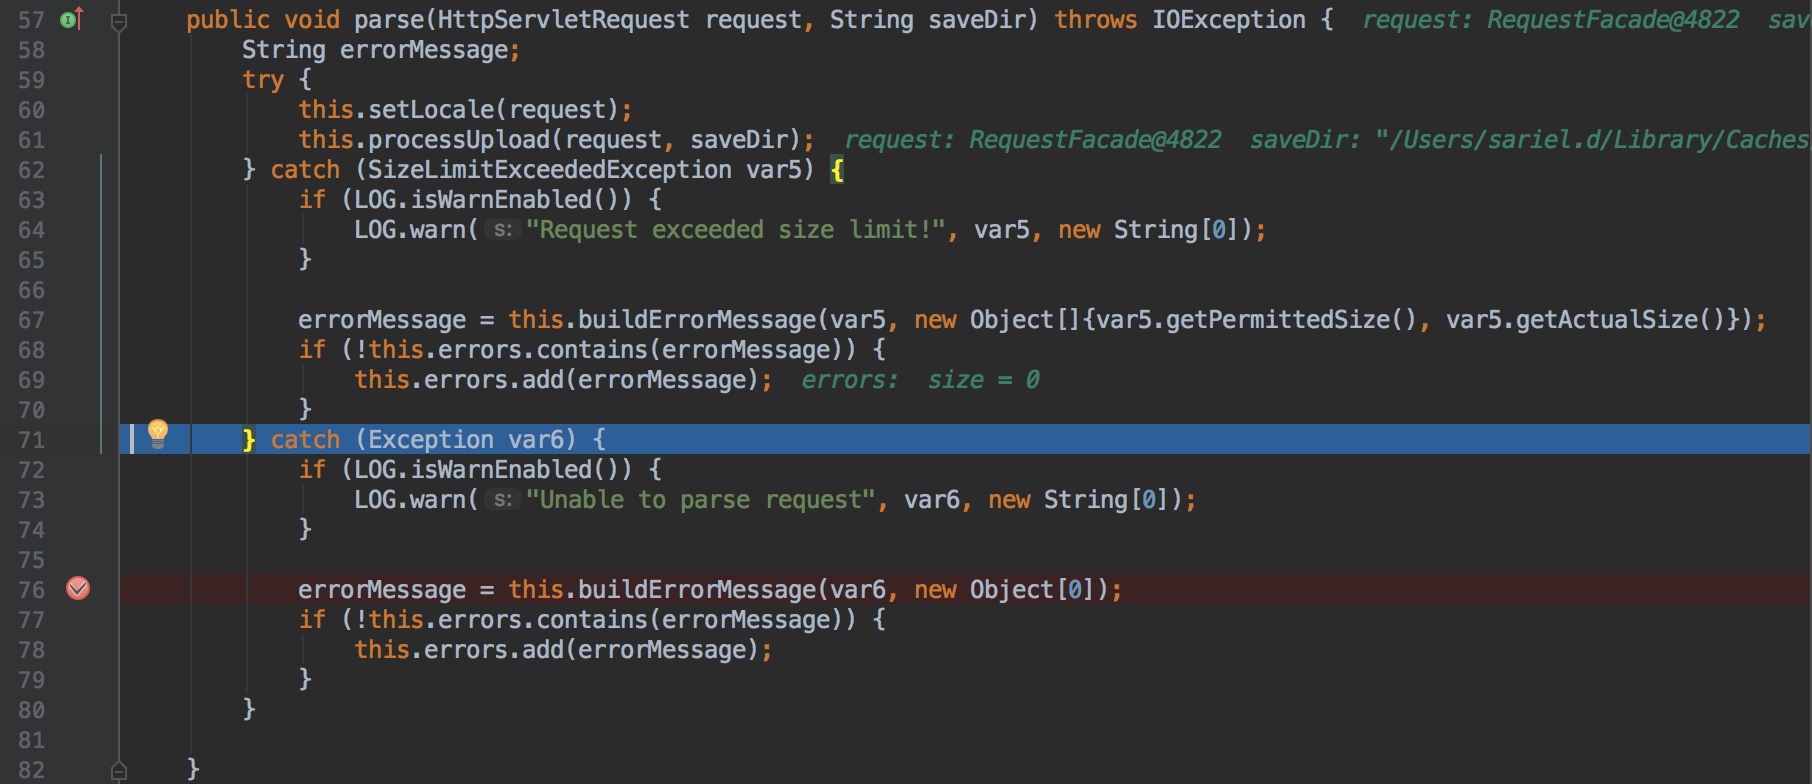 57 public void parse(HttpServletRequest request, String saveDir) throws IOException { request: RequestFacade@4822 sav
58 String errorMessage;
59 try {
60 this.setLocale(request);
61 this.processUpload(request, saveDir); request: RequestFacade@4822 saveDir: "/Users/sariel.d/Library/Caches
62 } catch (SizeLimitExceededException var5) {
63 if (LOG.isWarnEnabled()) {
64 LOG.warn( s: "Request exceeded size limit!", var5, new String[0]);
65 }
66
67 errorMessage = this.buildErrorMessage(var5, new Object[]{var5.getPermittedSize(), var5.getActualSize()});
68 if (!this.errors.contains(errorMessage)) {
69 this.errors.add(errorMessage); errors: size = 0
70 }
71 } catch (Exception var6) {
72 if (LOG.isWarnEnabled()) {
73 LOG.warn( s: "Unable to parse request", var6, new String[0]);
74 }
75
76 errorMessage = this.buildErrorMessage(var6, new Object[0]);
77 if (!this.errors.contains(errorMessage)) {
78 this.errors.add(errorMessage);
79 }
80 }
81
82 }